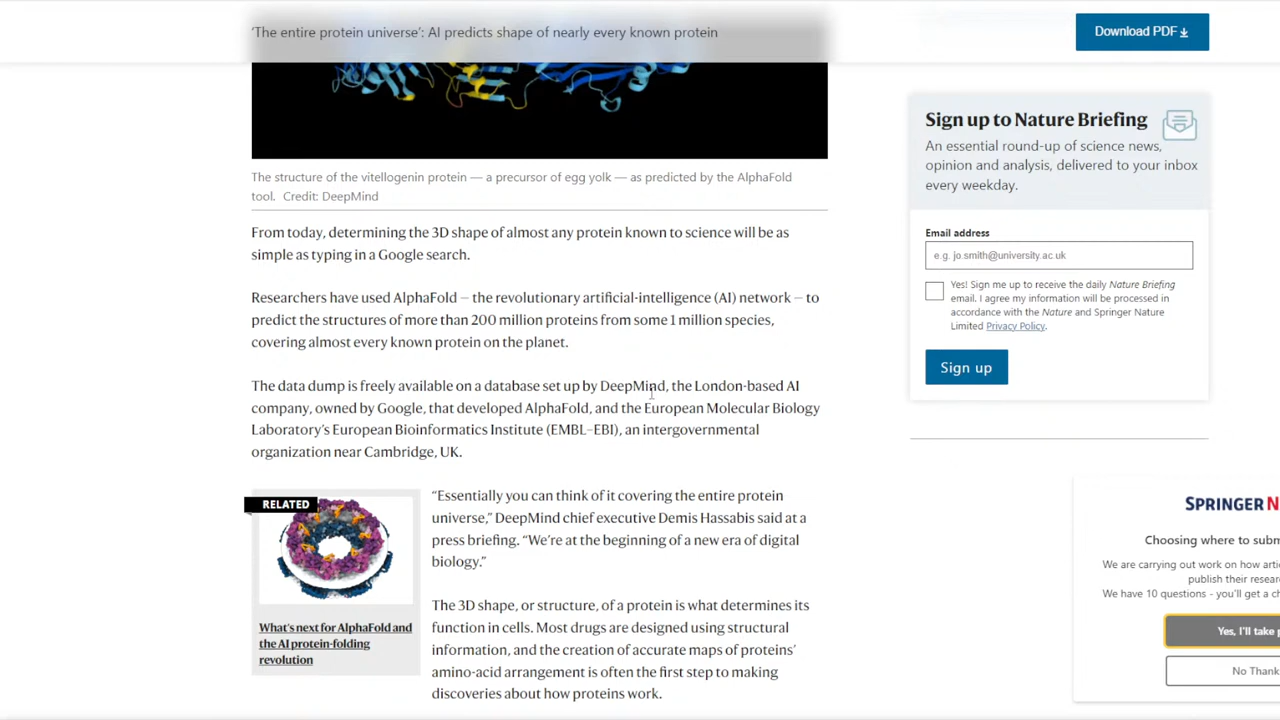 'The entire protein universe': AI predicts shape of nearly every known protein
Download PDF
The structure of the vitellogenin protein — a precursor of egg yolk — as predicted by the AlphaFold
tool. Credit: DeepMind
From today, determining the 3D shape of almost any protein known to science will be as
simple as typing in a Google search.
Researchers have used AlphaFold — the revolutionary artificial-intelligence (AI) network — to
predict the structures of more than 200 million proteins from some 1 million species,
covering almost every known protein on the planet.
The data dump is freely available on a database set up by DeepMind, the London-based AI
company, owned by Google, that developed AlphaFold, and the European Molecular Biology
Laboratory's European Bioinformatics Institute (EMBL–EBI), an intergovernmental
organization near Cambridge, UK.
RELATED
What's next for AlphaFold and
the AI protein-folding
revolution
“Essentially you can think of it covering the entire protein
universe,” DeepMind chief executive Demis Hassabis said at a
press briefing. “We're at the beginning of a new era of digital
biology.”
The 3D shape, or structure, of a protein is what determines its
function in cells. Most drugs are designed using structural
information, and the creation of accurate maps of proteins'
amino-acid arrangement is often the first step to making
discoveries about how proteins work.
Sign up to Nature Briefing
An essential round-up of science news,
opinion and analysis, delivered to your inbox
every weekday.
Email address
e.g. jo.smith@university.ac.uk
Yes! Sign me up to receive the daily Nature Briefing
email. I agree my information will be processed in
accordance with the Nature and Springer Nature
Limited Privacy Policy.
Sign up
SPRINGER N
Choosing where to subm
We are carrying out work on how artic
publish their resear
We have 10 questions - you'll get a ch
Yes, I'll take p
No Thank